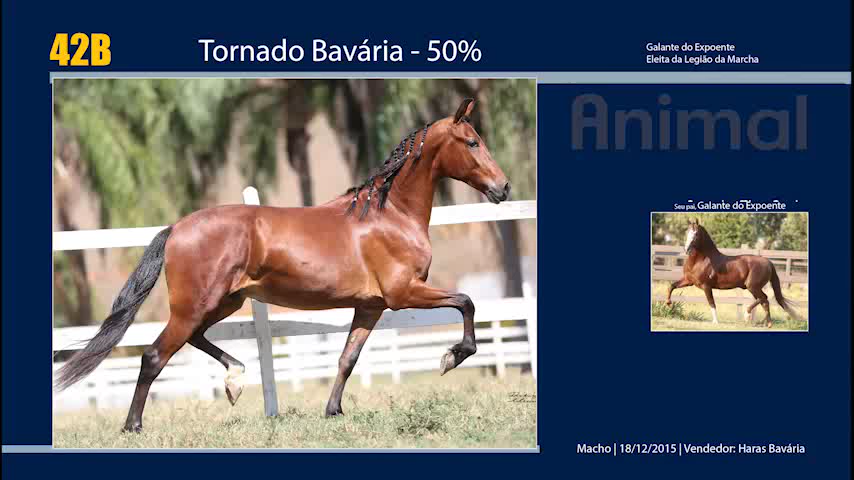 42B
Tornado Bavária - 50%
Galante do Expoente
Eleita da Legião da Marcha
Animal
Seu pai, Galante do Expoente
Macho | 18/12/2015 | Vendedor: Haras Bavária